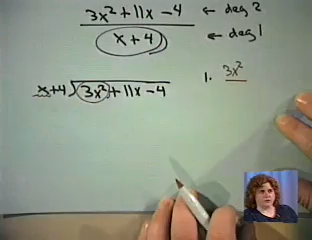 3x² + 11x - 4 ← deg 2
x + 4 ← deg 1
x+4 ) 3x² + 11x - 4
1. 3x²